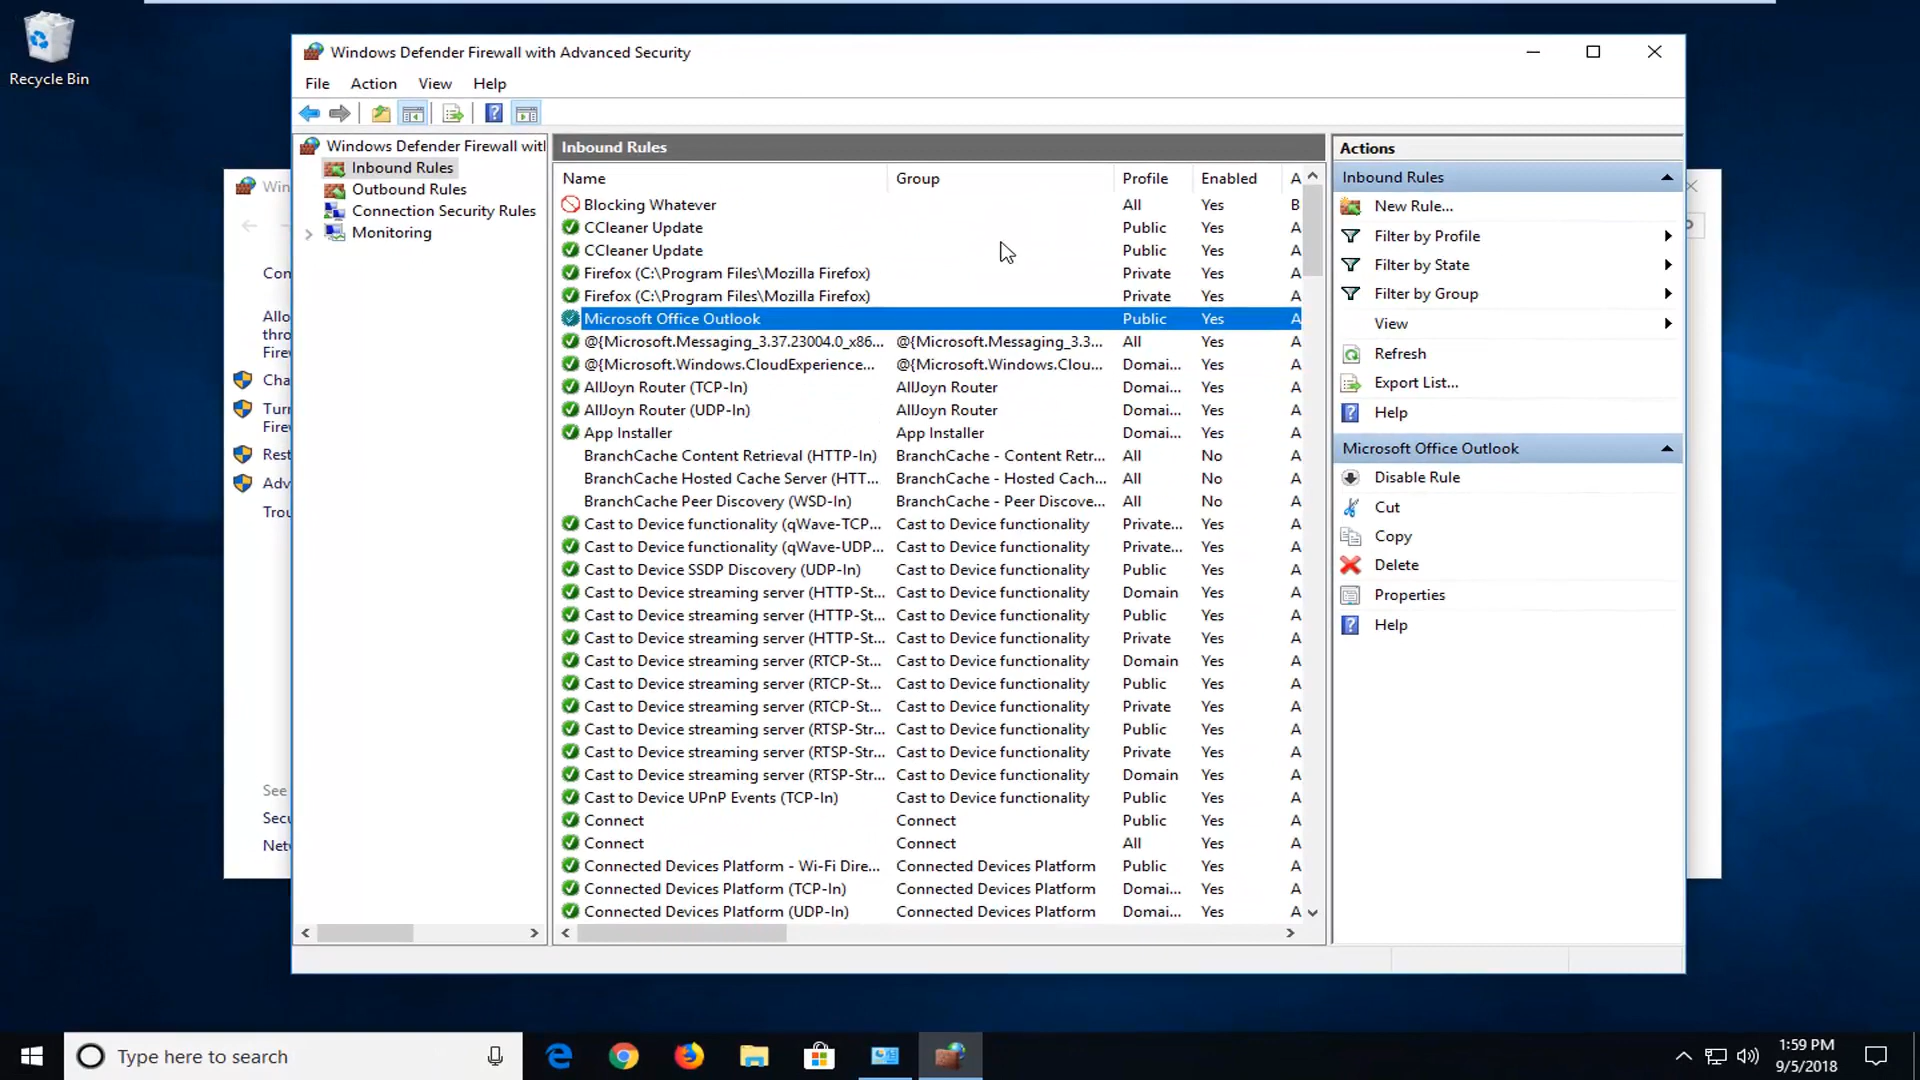 Recycle Bin
Windows Defender Firewall with Advanced Security
File Action View Help
Windows Defender Firewall witl
Inbound Rules
Outbound Rules
Connection Security Rules
Monitoring
Inbound Rules
Name Group Profile Enabled A
Blocking Whatever All Yes B
CCleaner Update Public Yes A
CCleaner Update Public Yes A
Firefox (C:\Program Files\Mozilla Firefox) Private Yes A
Firefox (C:\Program Files\Mozilla Firefox) Private Yes A
Microsoft Office Outlook Public Yes A
@{Microsoft.Messaging_3.37.23004.0_x86... @{Microsoft.Messaging_3.3... All Yes A
@{Microsoft.Windows.CloudExperience... @{Microsoft.Windows.Clou... Domai... Yes A
AllJoyn Router (TCP-In) AllJoyn Router Domai... Yes A
AllJoyn Router (UDP-In) AllJoyn Router Domai... Yes A
App Installer App Installer Domai... Yes A
BranchCache Content Retrieval (HTTP-In) BranchCache - Content Retr... All No A
BranchCache Hosted Cache Server (HTT... BranchCache - Hosted Cach... All No A
BranchCache Peer Discovery (WSD-In) BranchCache - Peer Discove... All No A
Cast to Device functionality (qWave-TCP... Cast to Device functionality Private... Yes A
Cast to Device functionality (qWave-UDP... Cast to Device functionality Private... Yes A
Cast to Device SSDP Discovery (UDP-In) Cast to Device functionality Public Yes A
Cast to Device streaming server (HTTP-St... Cast to Device functionality Domain Yes A
Cast to Device streaming server (HTTP-St... Cast to Device functionality Public Yes A
Cast to Device streaming server (HTTP-St... Cast to Device functionality Private Yes A
Cast to Device streaming server (RTCP-St... Cast to Device functionality Domain Yes A
Cast to Device streaming server (RTCP-St... Cast to Device functionality Public Yes A
Cast to Device streaming server (RTCP-St... Cast to Device functionality Private Yes A
Cast to Device streaming server (RTSP-Str... Cast to Device functionality Public Yes A
Cast to Device streaming server (RTSP-Str... Cast to Device functionality Private Yes A
Cast to Device streaming server (RTSP-Str... Cast to Device functionality Domain Yes A
Cast to Device UPnP Events (TCP-In) Cast to Device functionality Public Yes A
Connect Connect Public Yes A
Connect Connect All Yes A
Connected Devices Platform - Wi-Fi Dire... Connected Devices Platform Public Yes A
Connected Devices Platform (TCP-In) Connected Devices Platform Domai... Yes A
Connected Devices Platform (UDP-In) Connected Devices Platform Domai... Yes A
Actions
Inbound Rules
New Rule...
Filter by Profile
Filter by State
Filter by Group
View
Refresh
Export List...
Help
Microsoft Office Outlook
Disable Rule
Cut
Copy
Delete
Properties
Help
Win
Con
Allo
throu
Firev
Cha
Turr
Firev
Rest
Adv
Trou
See
Secu
Netv
Type here to search
1:59 PM
9/5/2018